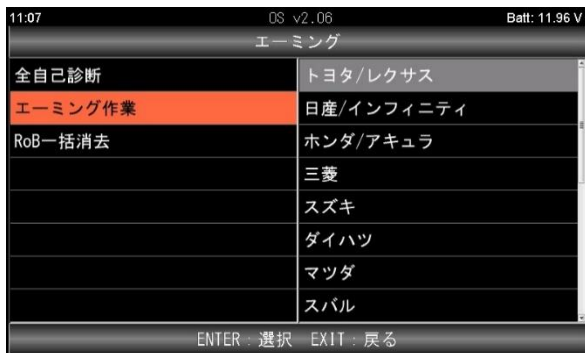 11:07 OS v2.06 Batt: 11.96 V
エーミング
全自己診断
エーミング作業
RoB一括消去
トヨタ/レクサス
日産/インフィニティ
ホンダ/アキュラ
三菱
スズキ
ダイハツ
マツダ
スバル
ENTER:選択 EXIT:戻る